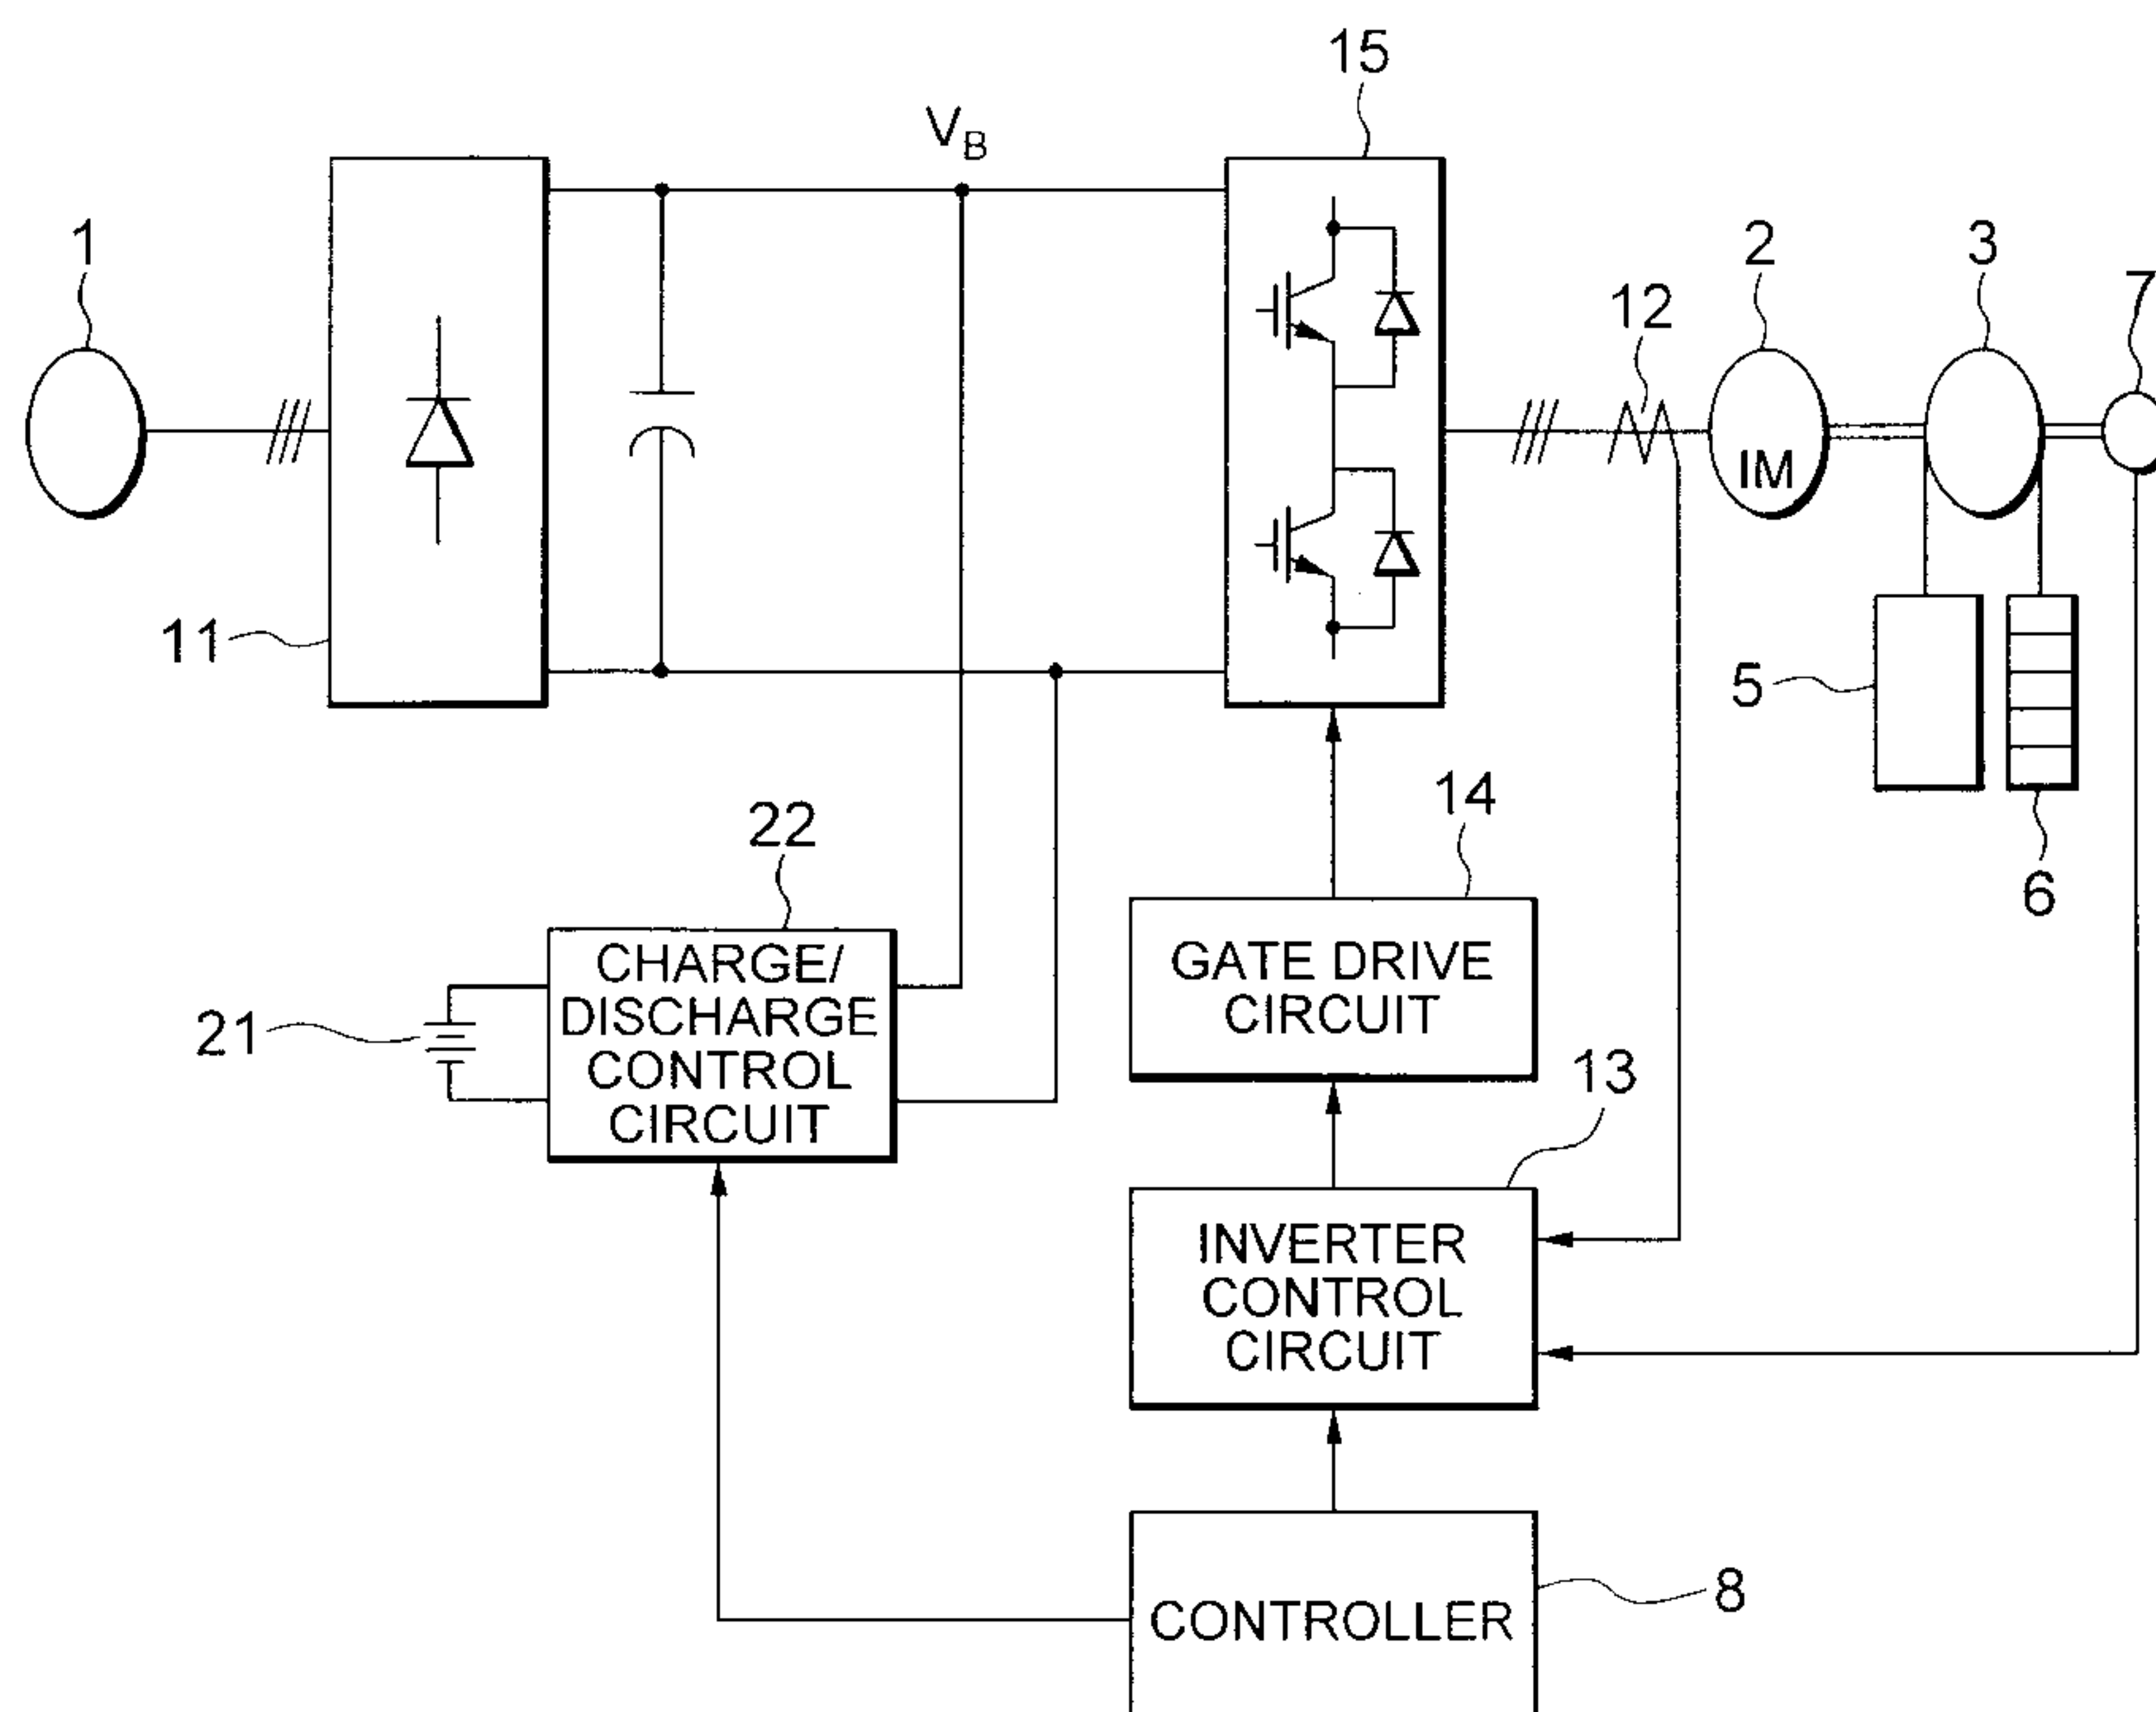 15
V_B
1
2
3
7
12
IM
11
5
14
22
6
CHARGE/
DISCHARGE
CONTROL
CIRCUIT
GATE DRIVE
CIRCUIT
21
13
INVERTER
CONTROL
CIRCUIT
8
CONTROLLER